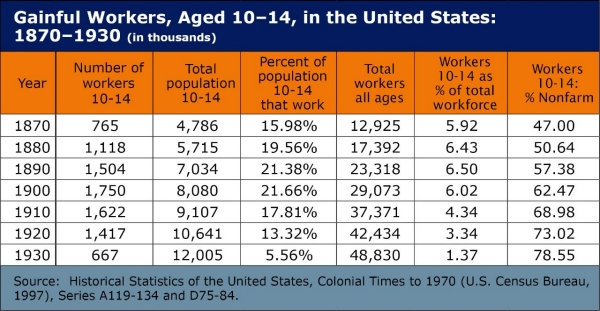 Gainful Workers, Aged 10–14, in the United States:
1870–1930 (in thousands)
Year Number of workers 10-14 Total population 10-14 Percent of population 10-14 that work Total workers all ages Workers 10-14 as % of total workforce Workers 10-14: % Nonfarm
1870 765 4,786 15.98% 12,925 5.92 47.00
1880 1,118 5,715 19.56% 17,392 6.43 50.64
1890 1,504 7,034 21.38% 23,318 6.50 57.38
1900 1,750 8,080 21.66% 29,073 6.02 62.47
1910 1,622 9,107 17.81% 37,371 4.34 68.98
1920 1,417 10,641 13.32% 42,434 3.34 73.02
1930 667 12,005 5.56% 48,830 1.37 78.55
Source: Historical Statistics of the United States, Colonial Times to 1970 (U.S. Census Bureau,
1997), Series A119-134 and D75-84.